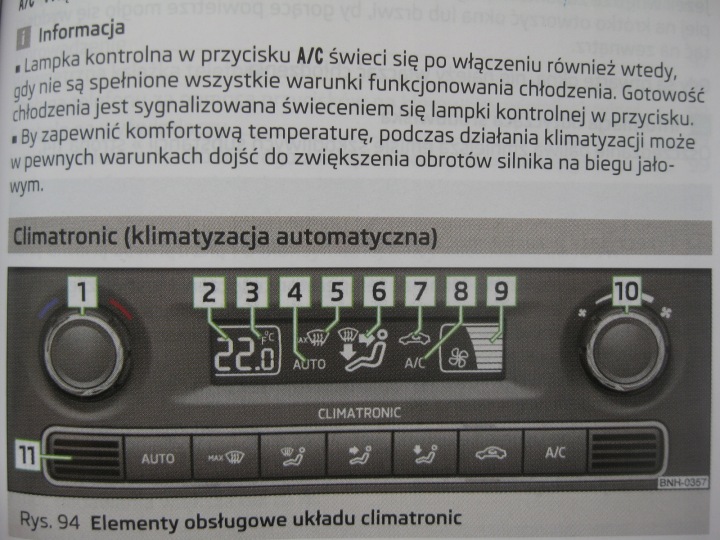 Informacja
▪ Lampka kontrolna w przycisku A/C świeci się po włączeniu również wtedy,
gdy nie są spełnione wszystkie warunki funkcjonowania chłodzenia. Gotowość
chłodzenia jest sygnalizowana świeceniem się lampki kontrolnej w przycisku.
▪ By zapewnić komfortową temperaturę, podczas działania klimatyzacji może
w pewnych warunkach dojść do zwiększenia obrotów silnika na biegu jało-
wym.
Climatronic (klimatyzacja automatyczna)
1 2 3 4 5 6 7 8 9 10
22.0 °C F AUTO A/C
CLIMATRONIC
11 AUTO MAX A/C
BNH-0357
Rys. 94 Elementy obsługowe układu climatronic